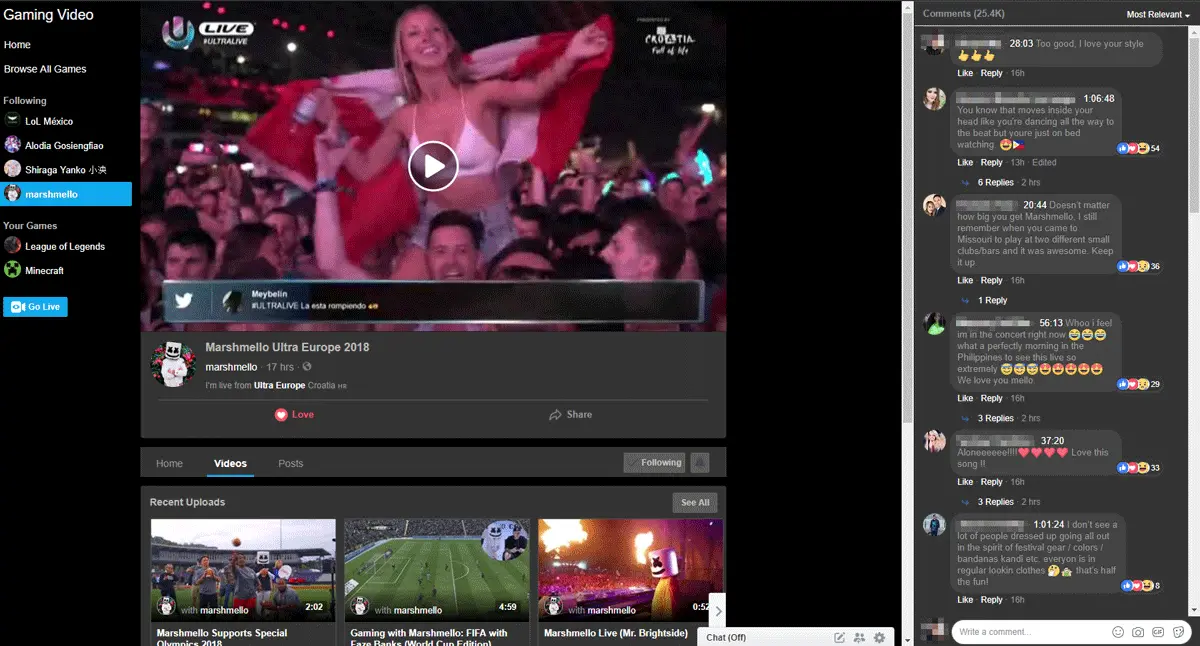 Gaming Video
Home
Browse All Games
Following
LoL México
Alodia Gosiengfiao
Shiraga Yanko
marshmello
Your Games
League of Legends
Minecraft
Go Live
LIVE
#ULTRALIVE
PRESENTED BY
CROATIA
Full of life
Meybelin
#ULTRALIVE La esta rompiendo
Marshmello Ultra Europe 2018
marshmello · 17 hrs ·
I'm live from Ultra Europe Croatia HR
Love
Share
Home
Videos
Posts
Following
Recent Uploads
See All
with marshmello
2:02
Marshmello Supports Special
Olympics 2018
with marshmello
4:59
Gaming with Marshmello: FIFA with
Faze Banks (World Cup Edition)
with marshmello
0:52
Marshmello Live (Mr. Brightside)
Chat (Off)
Comments (25.4K)
Most Relevant
28:03 Too good, I love your style
👍👍👍
Like · Reply · 16h
1:06:48
You know that moves inside your
head like you're dancing all the way to
the beat but youre just on bed
watching 😍🇵🇭
54
Like · Reply · 13h · Edited
6 Replies · 2 hrs
20:44 Doesn't matter
how big you get Marshmello, I still
remember when you came to
Missouri to play at two different small
clubs/bars and it was awesome. Keep
it up
36
Like · Reply · 16h
1 Reply
56:13 Whoo i feel
im in the concert right now 😂😂😂
what a perfectly morning in the
Philippines to see this live so
extremely 😇😇😇😍😍😍😍😍
We love you mello
29
Like · Reply · 16h
3 Replies · 2 hrs
37:20
Aloneeeeee!!!!❤❤❤❤ Love this
song !!
33
Like · Reply · 16h
3 Replies · 2 hrs
1:01:24 I don't see a
lot of people dressed up going all out
in the spirit of festival gear / colors /
bandanas kandi etc. averyon is in
regular lookin clothes 🤔 that's half
the fun!
8
Like · Reply · 16h
Write a comment...